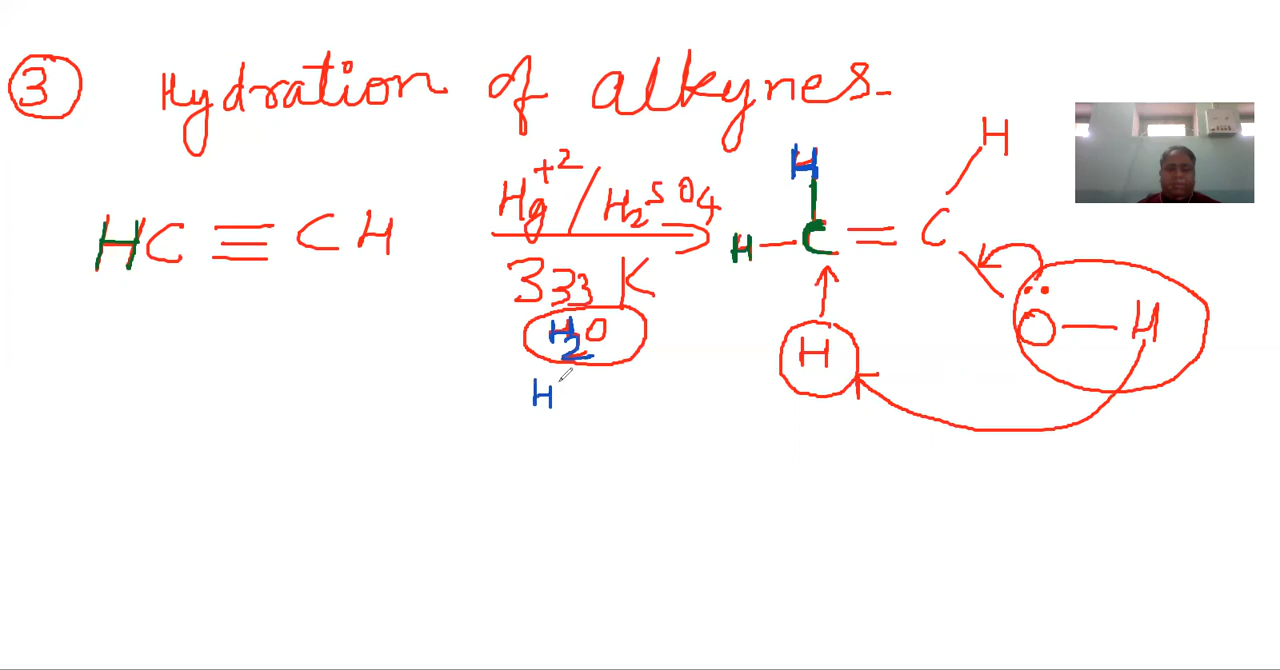 3 Hydration of alkynes-
HC ≡ CH
Hg+2/H2SO4
333 K
H2O
H
H
H-C = C
H
O-H
H